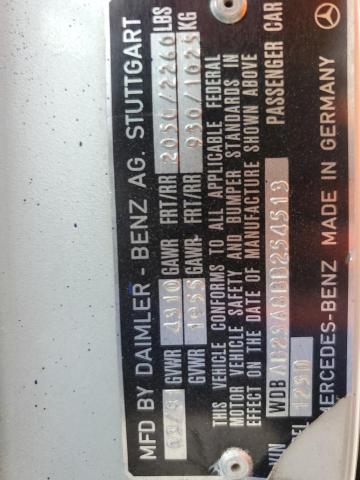 MFD BY DAIMLER-BENZ AG. STUTTGART
GVWR 4310 GAWR FRT/RR 2050/2260 LBS
GVWR 1955 GAWR FRT/RR 930/1025 KG
THIS VEHICLE CONFORMS TO ALL APPLICABLE FEDERAL
MOTOR VEHICLE SAFETY AND BUMPER STANDARDS IN
EFFECT ON THE DATE OF MANUFACTURE SHOWN ABOVE
WDB PASSENGER CAR
MERCEDES-BENZ MADE IN GERMANY